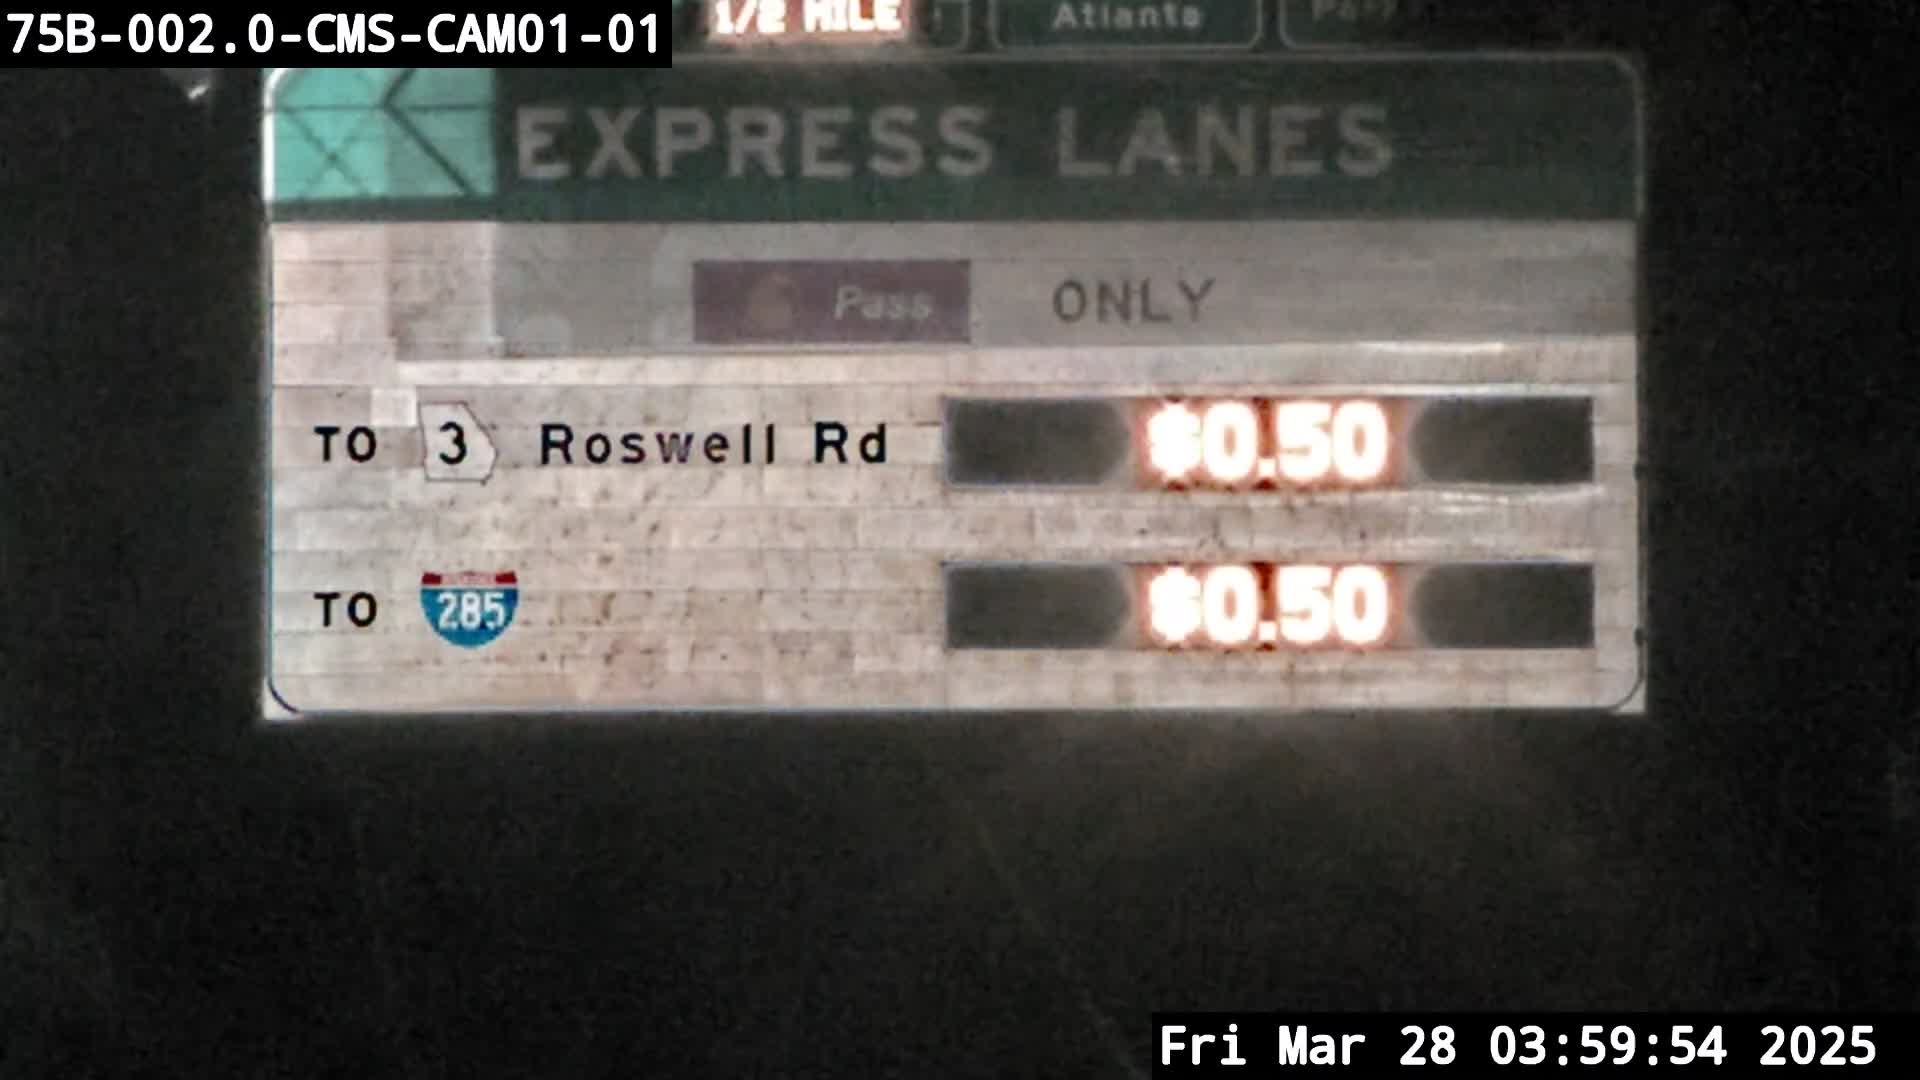 75B-002.0-CMS-CAM01-01
1/2 MILE
Atlanta
EXPRESS LANES
Pass ONLY
TO 3 Roswell Rd $0.50
TO 285 $0.50
Fri Mar 28 03:59:54 2025